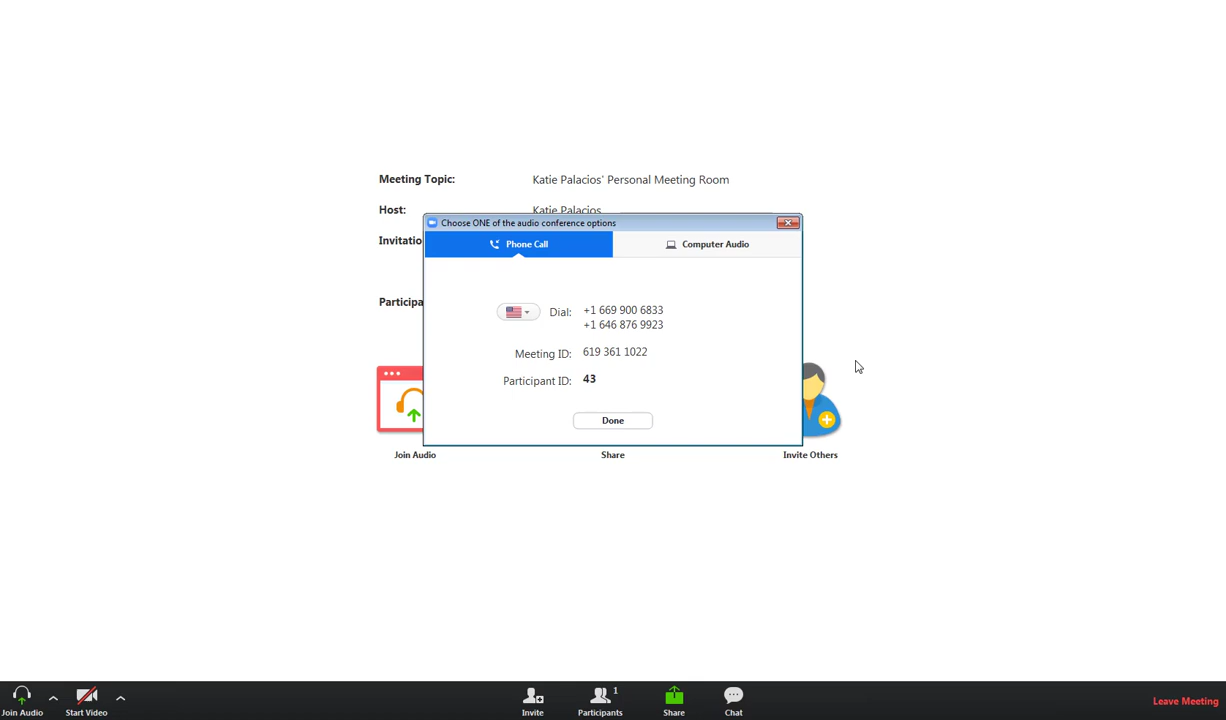 Meeting Topic: Katie Palacios' Personal Meeting Room
Host: Katie Palacios
Choose ONE of the audio conference options
Invitatio
Phone Call Computer Audio
Participa
Dial: +1 669 900 6833
+1 646 876 9923
Meeting ID: 619 361 1022
Participant ID: 43
Done
Join Audio Share Invite Others
1
Join Audio Start Video Invite Participants Share Chat Leave Meeting